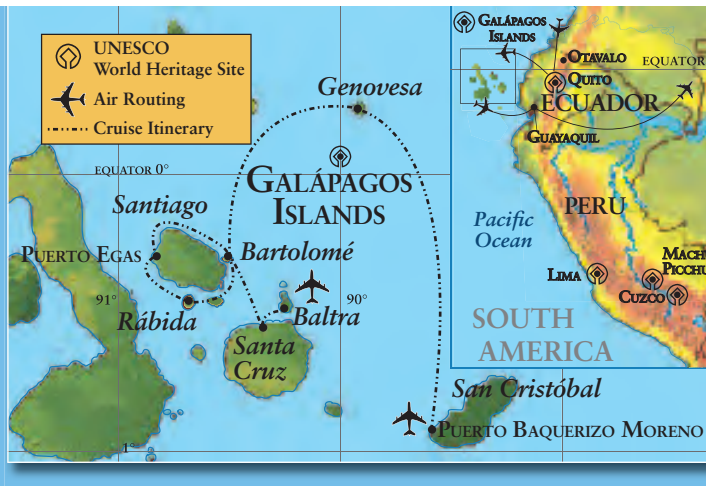 UNESCO
World Heritage Site
Air Routing
Cruise Itinerary
Genovesa
EQUATOR 0°
GALÁPAGOS
ISLANDS
Santiago
PUERTO EGAS
Bartolomé
91°
90°
Rábida
Baltra
Santa
Cruz
San Cristóbal
PUERTO BAQUERIZO MORENO
1°
GALÁPAGOS
ISLANDS
OTAVALO
EQUATOR
QUITO
ECUADOR
GUAYAQUIL
Pacific
Ocean
PERU
LIMA
MACHU
PICCHU
CUZCO
SOUTH
AMERICA